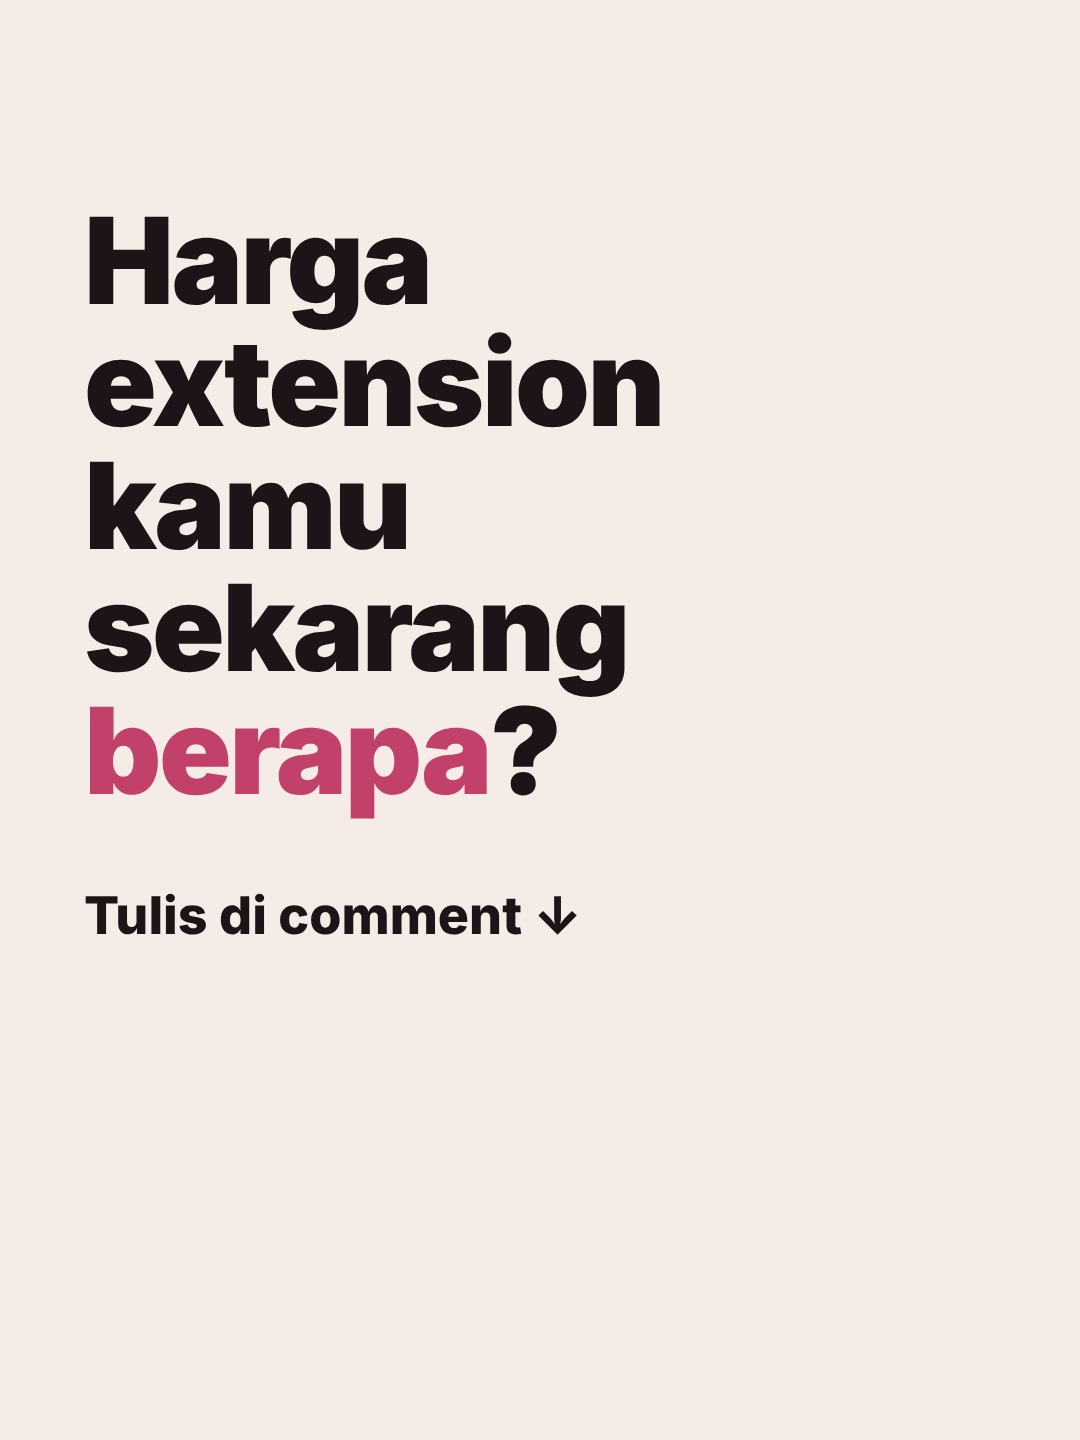 Harga
extension
kamu
sekarang
berapa?
Tulis di comment ↓